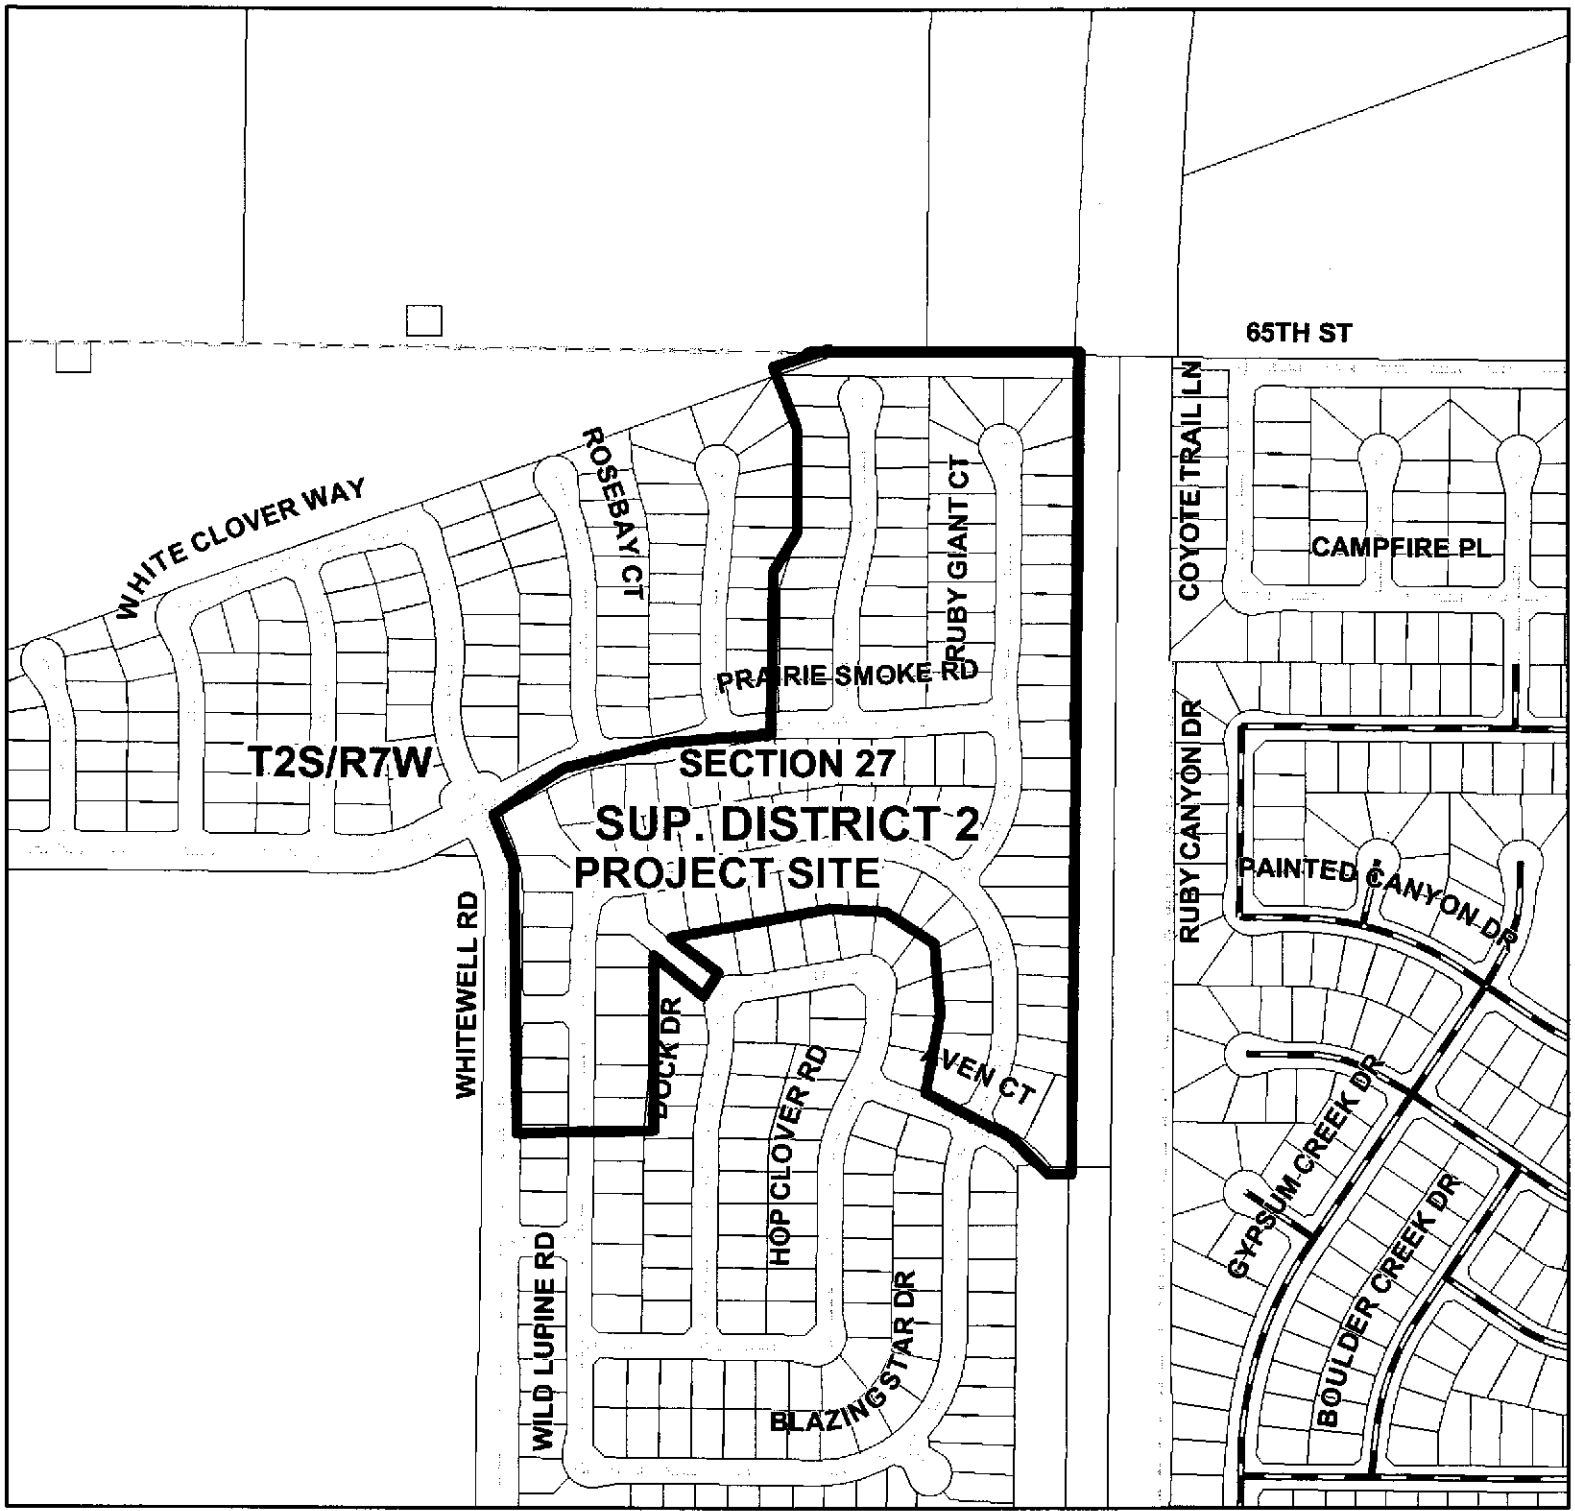 65TH ST
COYOTE TRAIL LN
ROSEBAY CT
WHITE CLOVER WAY
RUBY GIANT CT
CAMPFIRE PL
PRAIRIE SMOKE RD
T2S/R7W
SECTION 27
SUP. DISTRICT 2
PROJECT SITE
RUBY CANYON DR
PAINTED CANYON DR
WHITEWELL RD
DOCK DR
HOP CLOVER RD
AVEN CT
GYPSUM CREEK DR
BOULDER CREEK DR
WILD LUPINE RD
BLAZING STAR DR